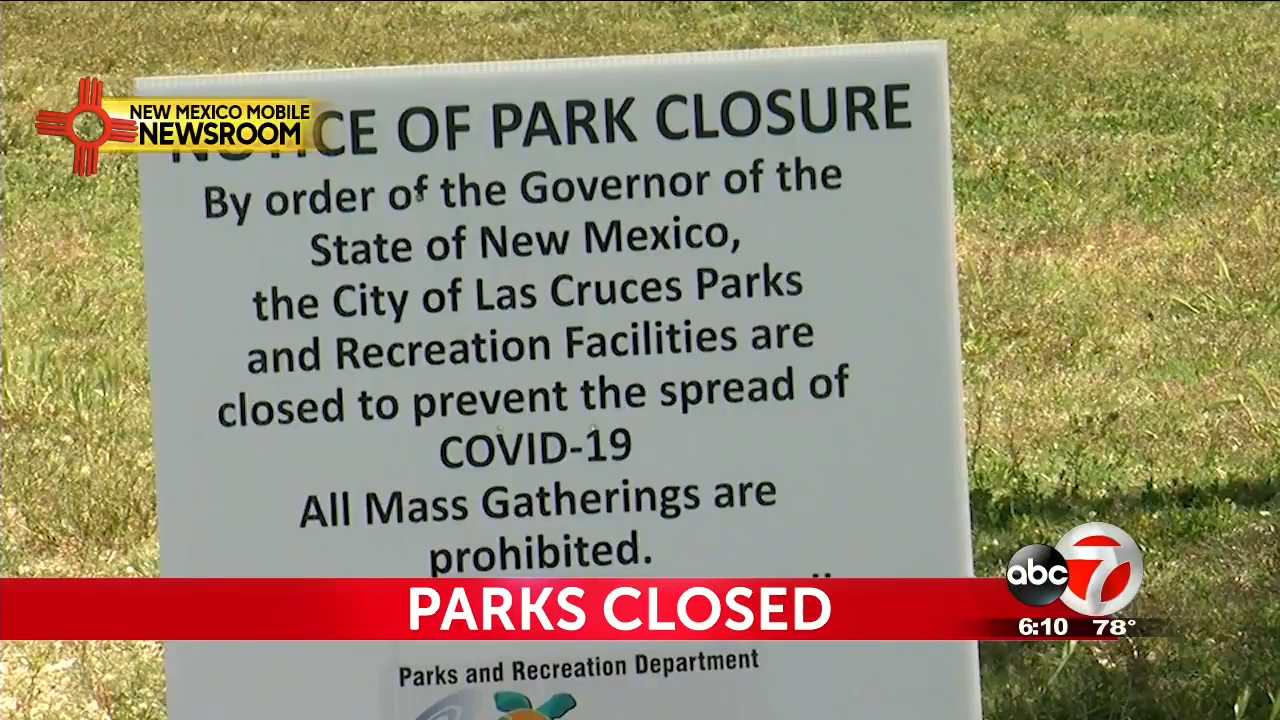 NEW MEXICO MOBILE
NEWSROOM
NOTICE OF PARK CLOSURE
By order of the Governor of the
State of New Mexico,
the City of Las Cruces Parks
and Recreation Facilities are
closed to prevent the spread of
COVID-19
All Mass Gatherings are
prohibited.
PARKS CLOSED
abc 7
6:10 78°
Parks and Recreation Department